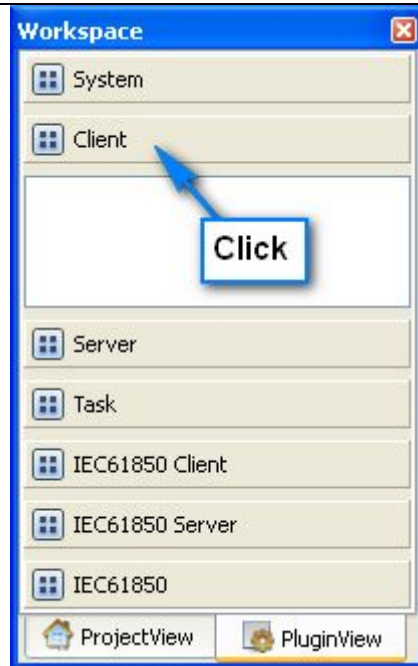 Workspace
System
Client
Click
Server
Task
IEC61850 Client
IEC61850 Server
IEC61850
ProjectView PluginView